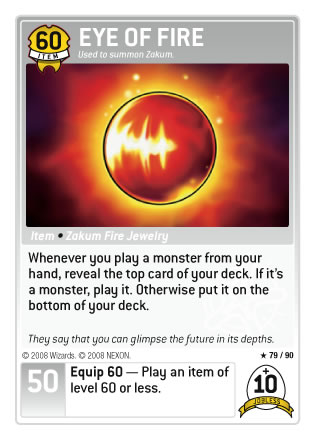 60
ITEM
EYE OF FIRE
Used to summon Zakum.
Item • Zakum Fire Jewelry
Whenever you play a monster from your
hand, reveal the top card of your deck. If it's
a monster, play it. Otherwise put it on the
bottom of your deck.
They say that you can glimpse the future in its depths.
© 2008 Wizards. © 2008 NEXON.
★ 79 / 90
50
Equip 60 — Play an item of
level 60 or less.
+
10
JOBLESS